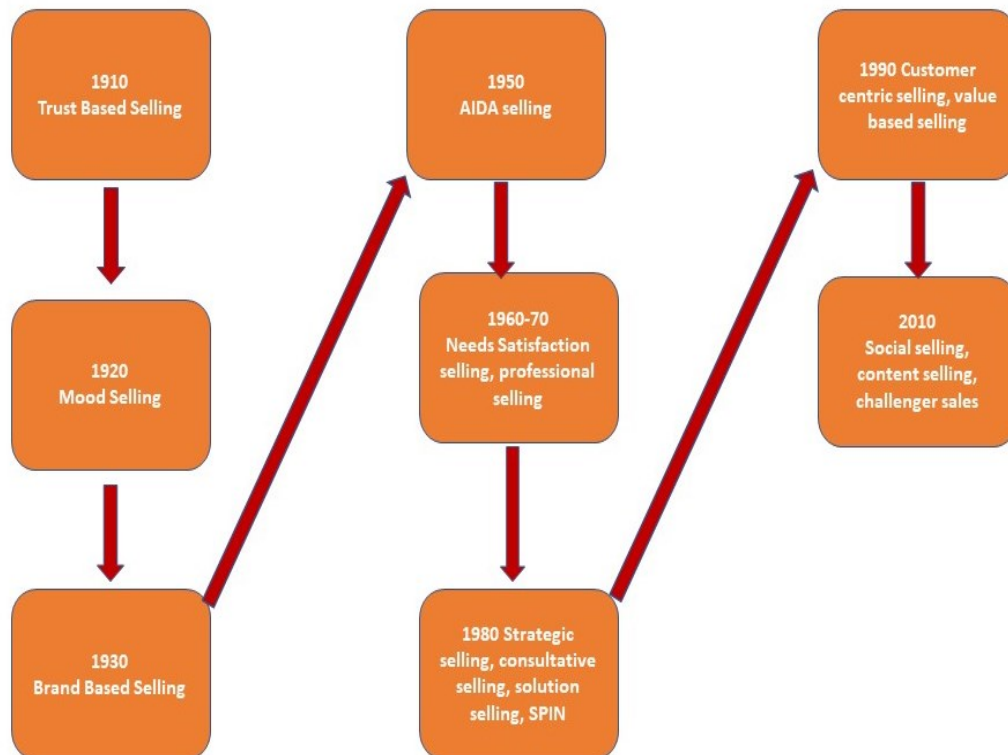 1910
Trust Based Selling
1920
Mood Selling
1930
Brand Based Selling
1950
AIDA selling
1960-70
Needs Satisfaction
selling, professional
selling
1980 Strategic
selling, consultative
selling, solution
selling, SPIN
1990 Customer
centric selling, value
based selling
2010
Social selling,
content selling,
challenger sales